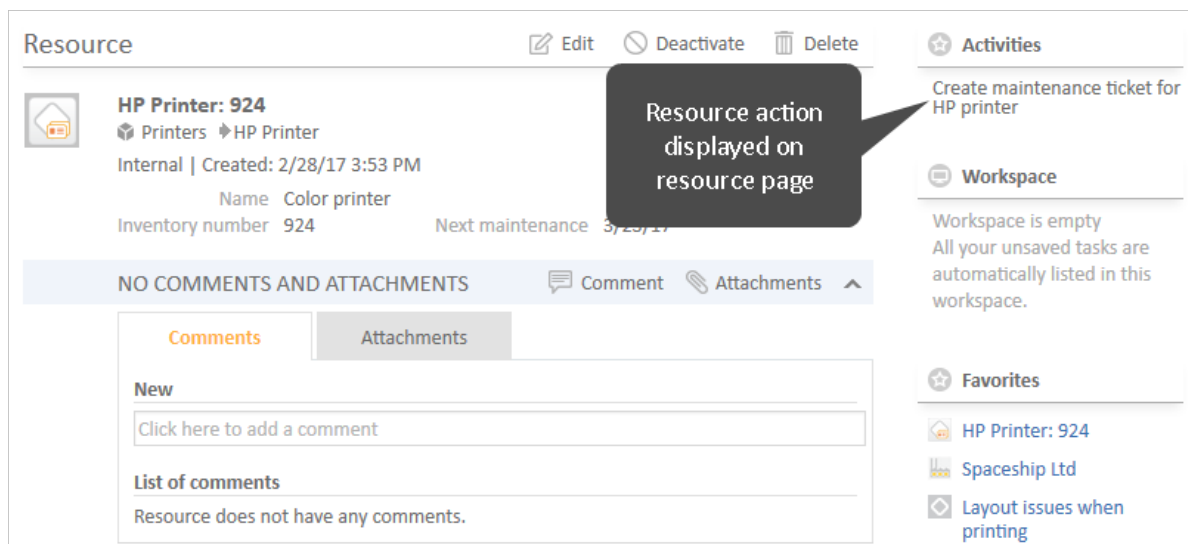 Resource
Edit
Deactivate
Delete
HP Printer: 924
Printers HP Printer
Internal | Created: 2/28/17 3:53 PM
Name Color printer
Inventory number 924
Next maintenance
Resource action
displayed on
resource page
NO COMMENTS AND ATTACHMENTS
Comment
Attachments
Comments
Attachments
New
Click here to add a comment
List of comments
Resource does not have any comments.
Activities
Create maintenance ticket for
HP printer
Workspace
Workspace is empty
All your unsaved tasks are
automatically listed in this
workspace.
Favorites
HP Printer: 924
Spaceship Ltd
Layout issues when
printing